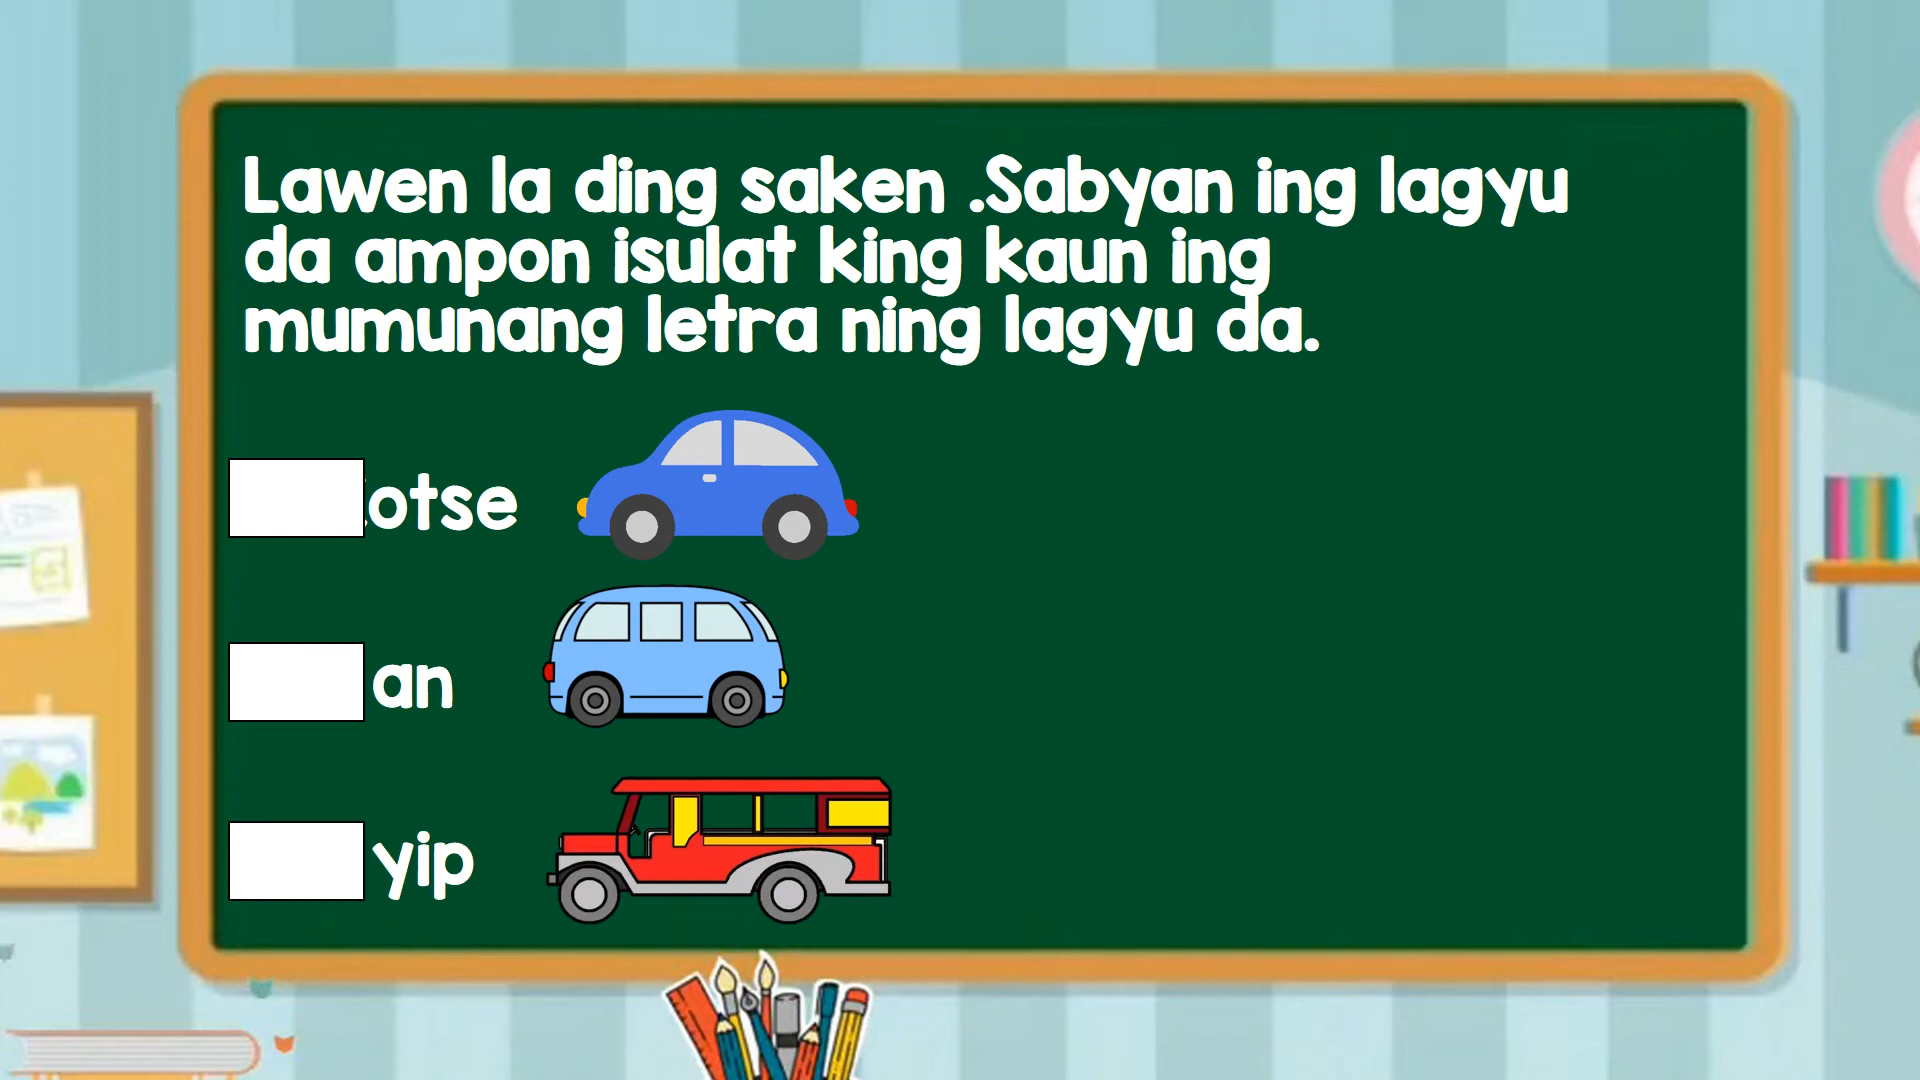 Lawen la ding saken .Sabyan ing lagyu
da ampon isulat king kaun ing
mumunang letra ning lagyu da.
otse
an
yip